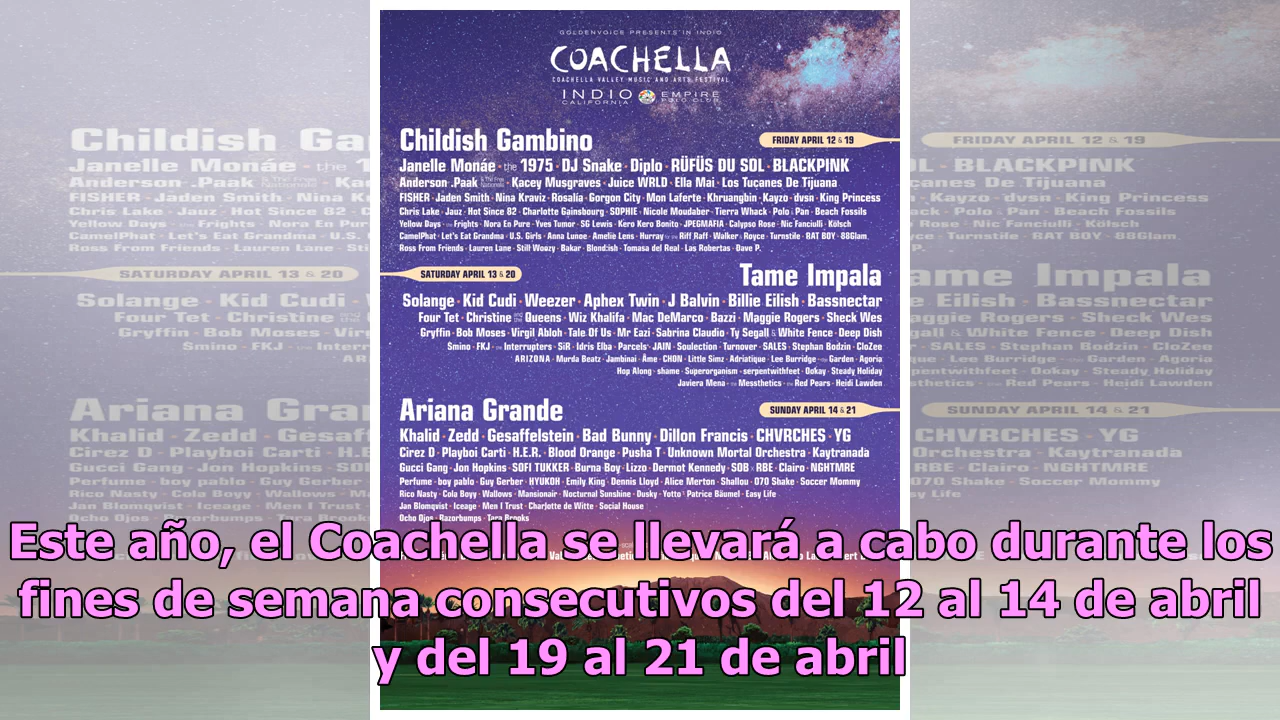 GOLDENVOICE PRESENTS IN INDIO
COACHELLA
COACHELLA VALLEY MUSIC AND ARTS FESTIVAL
INDIO CALIFORNIA EMPIRE POLO CLUB
Childish Gambino
FRIDAY APRIL 12 & 19
Janelle Monáe · the 1975 · DJ Snake · Diplo · RÜFÜS DU SOL · BLACKPINK
Anderson .Paak & The Free Nationals · Kacey Musgraves · Juice WRLD · Ella Mai · Los Tucanes De Tijuana
FISHER · Jaden Smith · Nina Kraviz · Rosalía · Gorgon City · Mon Laferte · Khruangbin · Kayzo · dvsn · King Princess
Chris Lake · Jauz · Hot Since 82 · Charlotte Gainsbourg · SOPHIE · Nicole Moudaber · Tierra Whack · Polo & Pan · Beach Fossils
Yellow Days · the Frights · Nora En Pure · Yves Tumor · SG Lewis · Kero Kero Bonito · JPEGMAFIA · Calypso Rose · Nic Fanciulli · Kölsch
CamelPhat · Let's Eat Grandma · U.S. Girls · Anna Lunoe · Amelie Lens · Hurray for the Riff Raff · Walker & Royce · Turnstile · RAT BOY · 88Glam
Ross From Friends · Lauren Lane · Still Woozy · Bakar · Blond:ish · Tomasa del Real · Las Robertas · Dave P.
SATURDAY APRIL 13 & 20
Tame Impala
Solange · Kid Cudi · Weezer · Aphex Twin · J Balvin · Billie Eilish · Bassnectar
Four Tet · Christine and the Queens · Wiz Khalifa · Mac DeMarco · Bazzi · Maggie Rogers · Sheck Wes
Gryffin · Bob Moses · Virgil Abloh · Tale Of Us · Mr Eazi · Sabrina Claudio · Ty Segall & White Fence · Deep Dish
Smino · FKJ · the Interrupters · SiR · Idris Elba · Parcels · JAIN · Soulection · Turnover · SALES · Stephan Bodzin · CloZee
ARIZONA · Murda Beatz · Jambinai · Âme · CHON · Little Simz · Adriatique · Lee Burridge · the Garden · Agoria
Hop Along · shame · Superorganism · serpentwithfeet · Ookay · Steady Holiday
Javiera Mena · the Messthetics · the Red Pears · Heidi Lawden
Ariana Grande
SUNDAY APRIL 14 & 21
Khalid · Zedd · Gesaffelstein · Bad Bunny · Dillon Francis · CHVRCHES · YG
Cirez D · Playboi Carti · H.E.R. · Blood Orange · Pusha T · Unknown Mortal Orchestra · Kaytranada
Gucci Gang · Jon Hopkins · SOFI TUKKER · Burna Boy · Lizzo · Dermot Kennedy · SOB x RBE · Clairo · NGHTMRE
Perfume · boy pablo · Guy Gerber · HYUKOH · Emily King · Dennis Lloyd · Alice Merton · Shallou · 070 Shake · Soccer Mommy
Rico Nasty · Cola Boyy · Wallows · Mansionair · Nocturnal Sunshine · Dusky · Yotto · Patrice Bäumel · Easy Life
Jan Blomqvist · Iceage · Men I Trust · Charlotte de Witte · Social House
Ocho Ojos · Razorbumps · Tara Brooks
Este año, el Coachella se llevará a cabo durante los
fines de semana consecutivos del 12 al 14 de abril
y del 19 al 21 de abril